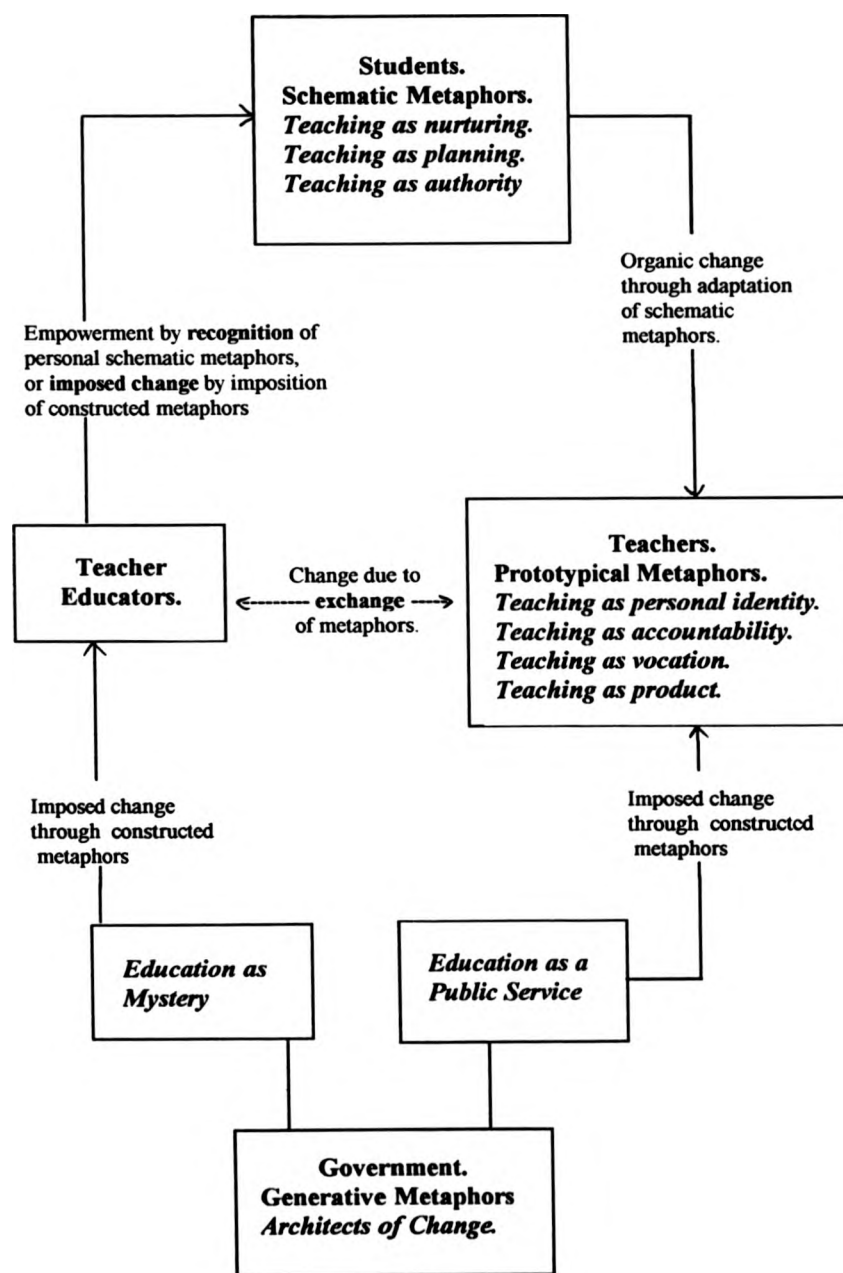 Students.
Schematic Metaphors.
Teaching as nurturing.
Teaching as planning.
Teaching as authority
Organic change
through adaptation
of schematic
metaphors.
Empowerment by recognition of
personal schematic metaphors,
or imposed change by imposition
of constructed metaphors
Teacher
Educators.
Change due to
exchange
of metaphors.
Teachers.
Prototypical Metaphors.
Teaching as personal identity.
Teaching as accountability.
Teaching as vocation.
Teaching as product.
Imposed change
through constructed
metaphors
Imposed change
through constructed
metaphors
Education as
Mystery
Education as a
Public Service
Government.
Generative Metaphors
Architects of Change.